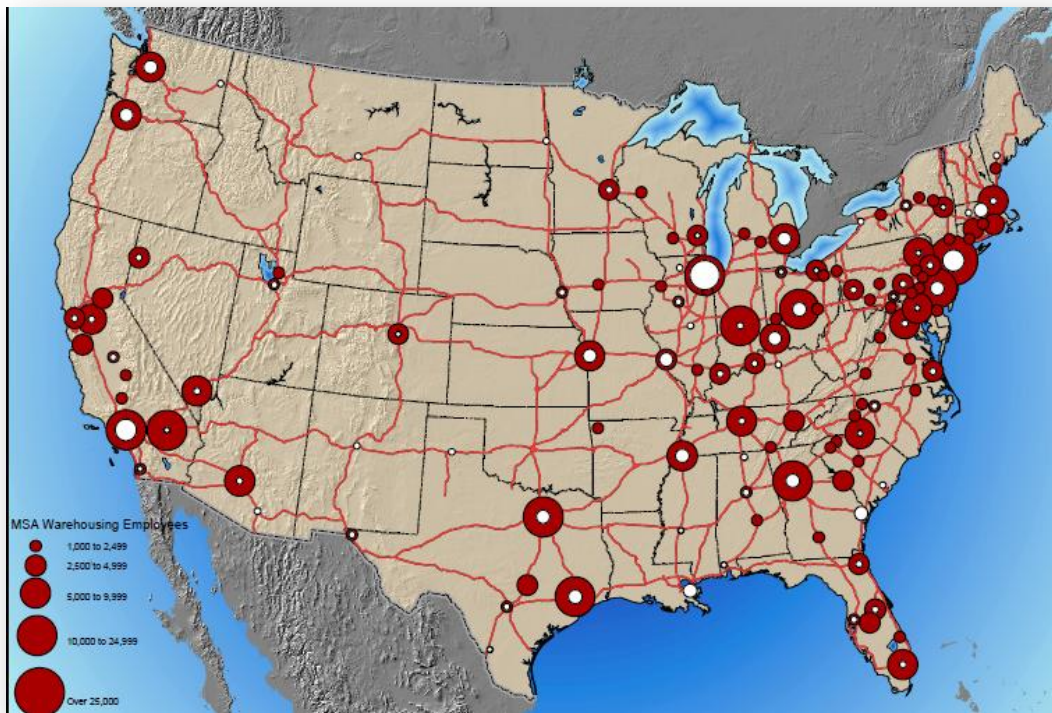 MSA Warehousing Employees
1,000 to 2,499
2,500 to 4,999
5,000 to 9,999
10,000 to 24,999
Over 25,000